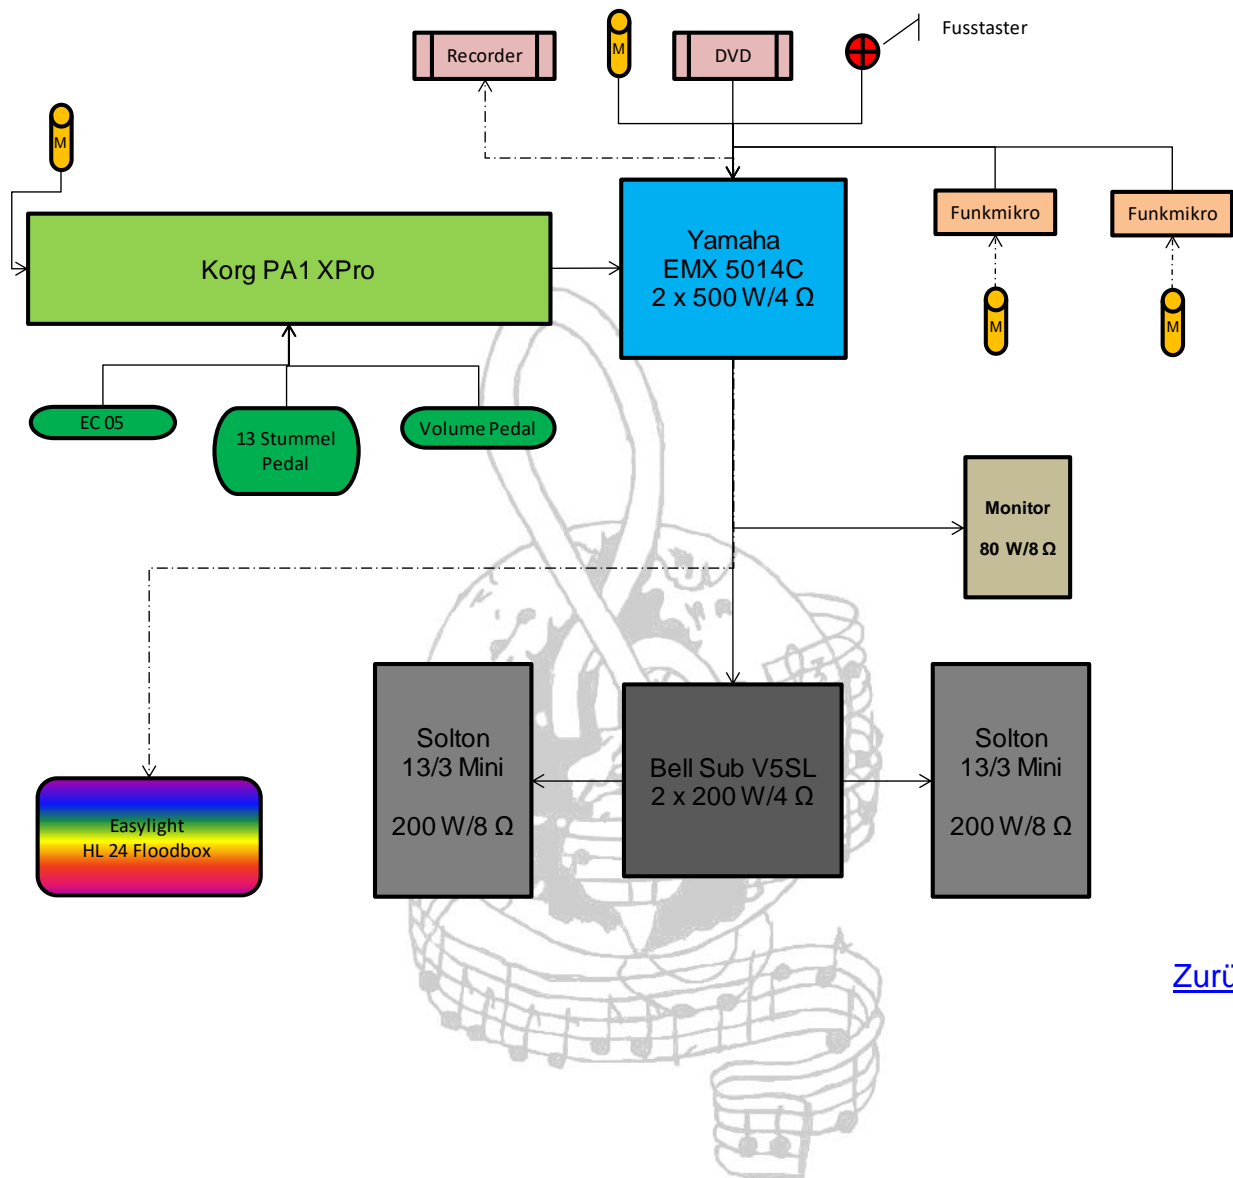 Recorder
M
DVD
Fusstaster
M
Korg PA1 XPro
Yamaha
EMX 5014C
2 x 500 W/4 Ω
Funkmikro
Funkmikro
M
M
EC 05
13 Stummel
Pedal
Volume Pedal
Monitor
80 W/8 Ω
Solton
13/3 Mini
200 W/8 Ω
Bell Sub V5SL
2 x 200 W/4 Ω
Solton
13/3 Mini
200 W/8 Ω
Easylight
HL 24 Floodbox
Zurü